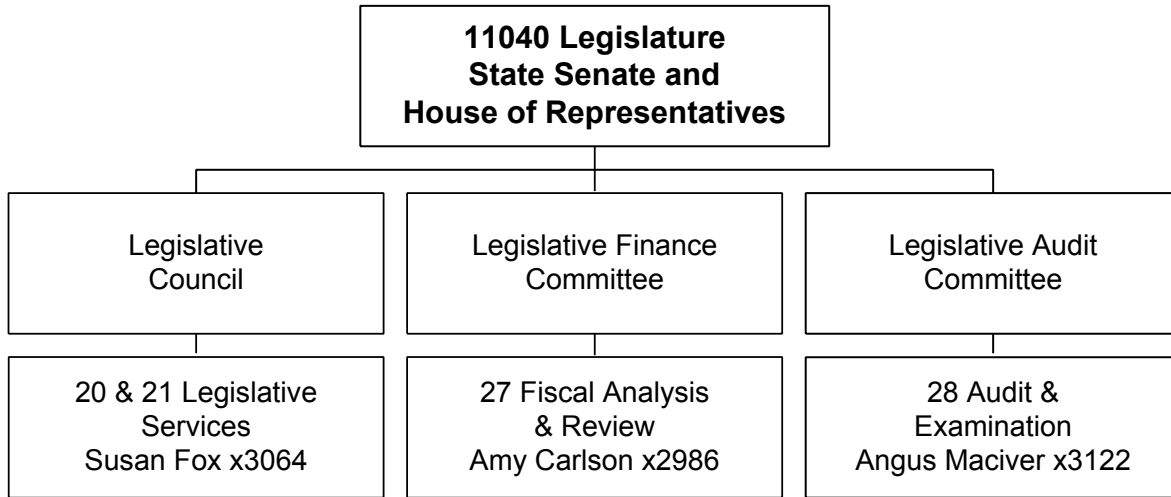 11040 Legislature
State Senate and
House of Representatives
Legislative
Council
Legislative Finance
Committee
Legislative Audit
Committee
20 & 21 Legislative
Services
Susan Fox x3064
27 Fiscal Analysis
& Review
Amy Carlson x2986
28 Audit &
Examination
Angus Maciver x3122